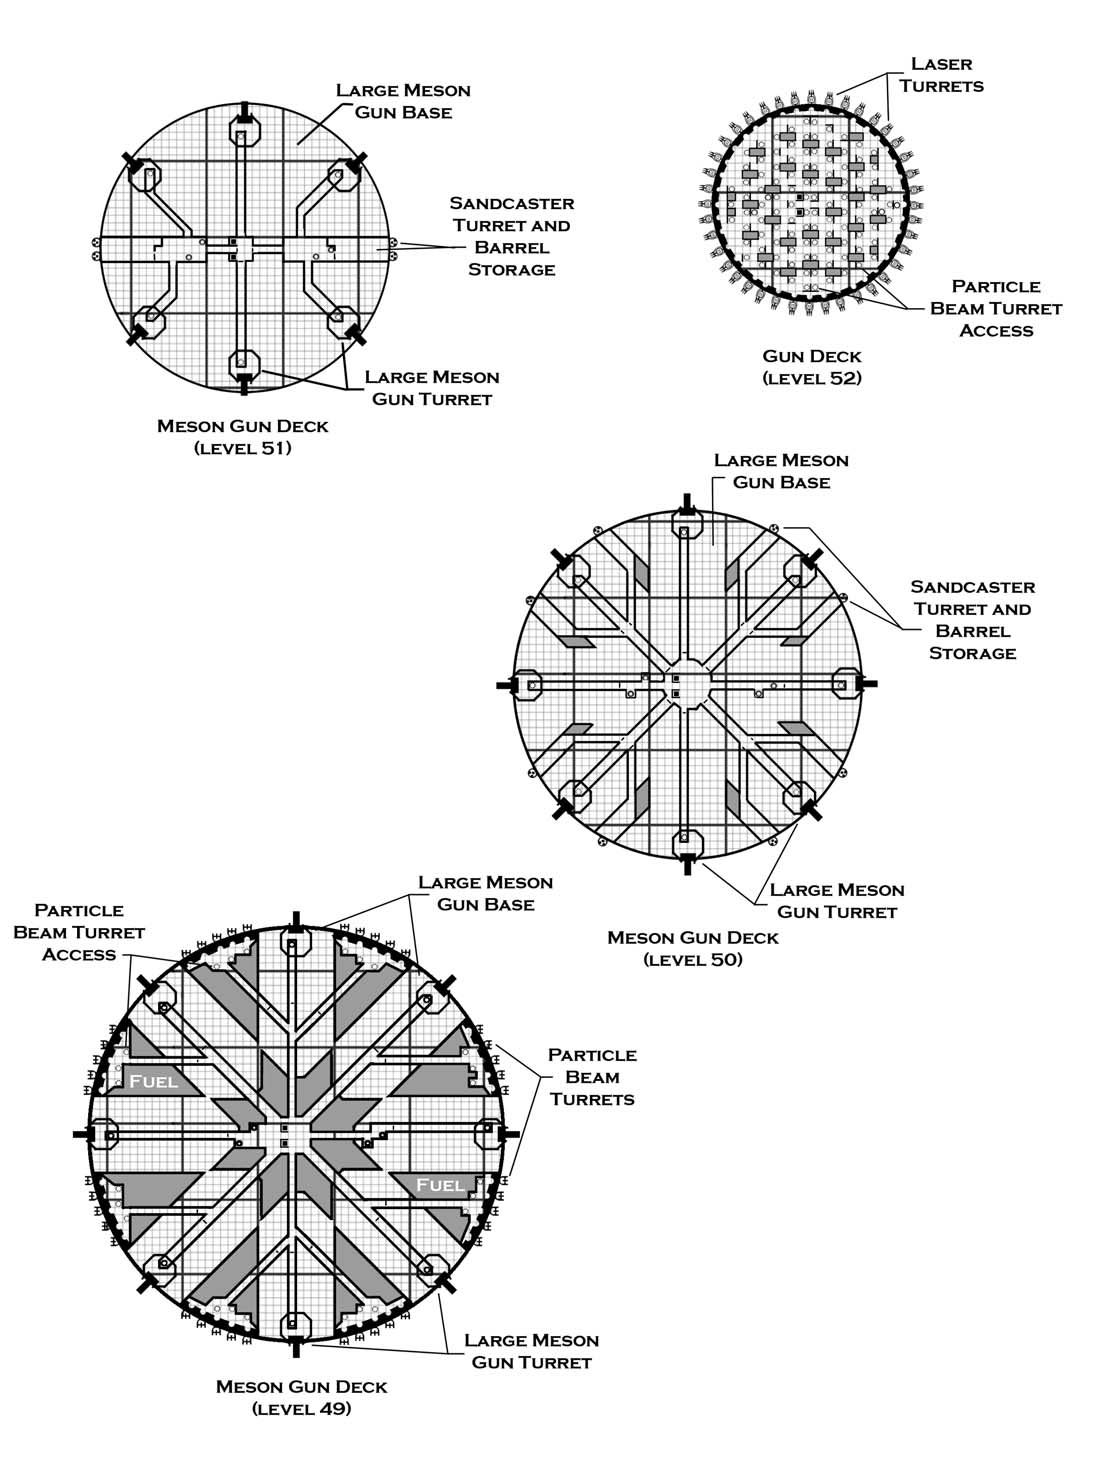 Large Meson
Gun Base
Sandcaster
Turret and
Barrel
Storage
Large Meson
Gun Turret
Meson Gun Deck
(level 51)
Laser
Turrets
Particle
Beam Turret
Access
Gun Deck
(level 52)
Large Meson
Gun Base
Sandcaster
Turret and
Barrel
Storage
Large Meson
Gun Turret
Meson Gun Deck
(level 50)
Particle
Beam Turret
Access
Large Meson
Gun Base
Particle
Beam
Turrets
Fuel
Fuel
Large Meson
Gun Turret
Meson Gun Deck
(level 49)